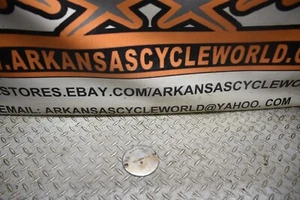 .ARKANSASCYCLEWORLD.C
STORES.EBAY.COM/ARKANSASCYCLEWO
EMAIL: ARKANSASCYCLEWORLD@YAHOO.COM